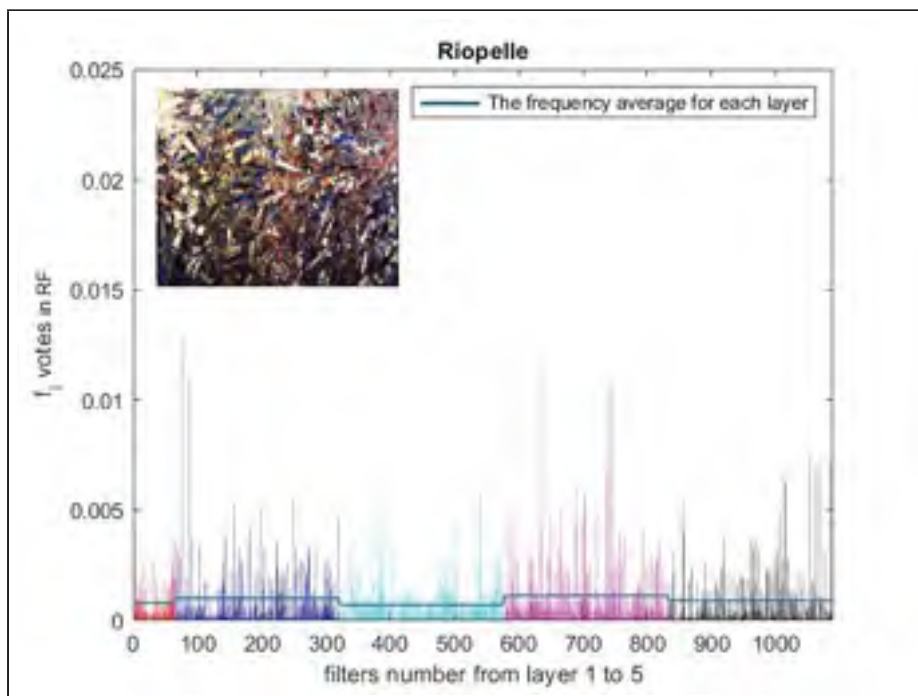 Riopelle
The frequency average for each layer
0.025
0.02
0.015
0.01
0.005
0
f_i votes in RF
0 100 200 300 400 500 600 700 800 900 1000
filters number from layer 1 to 5